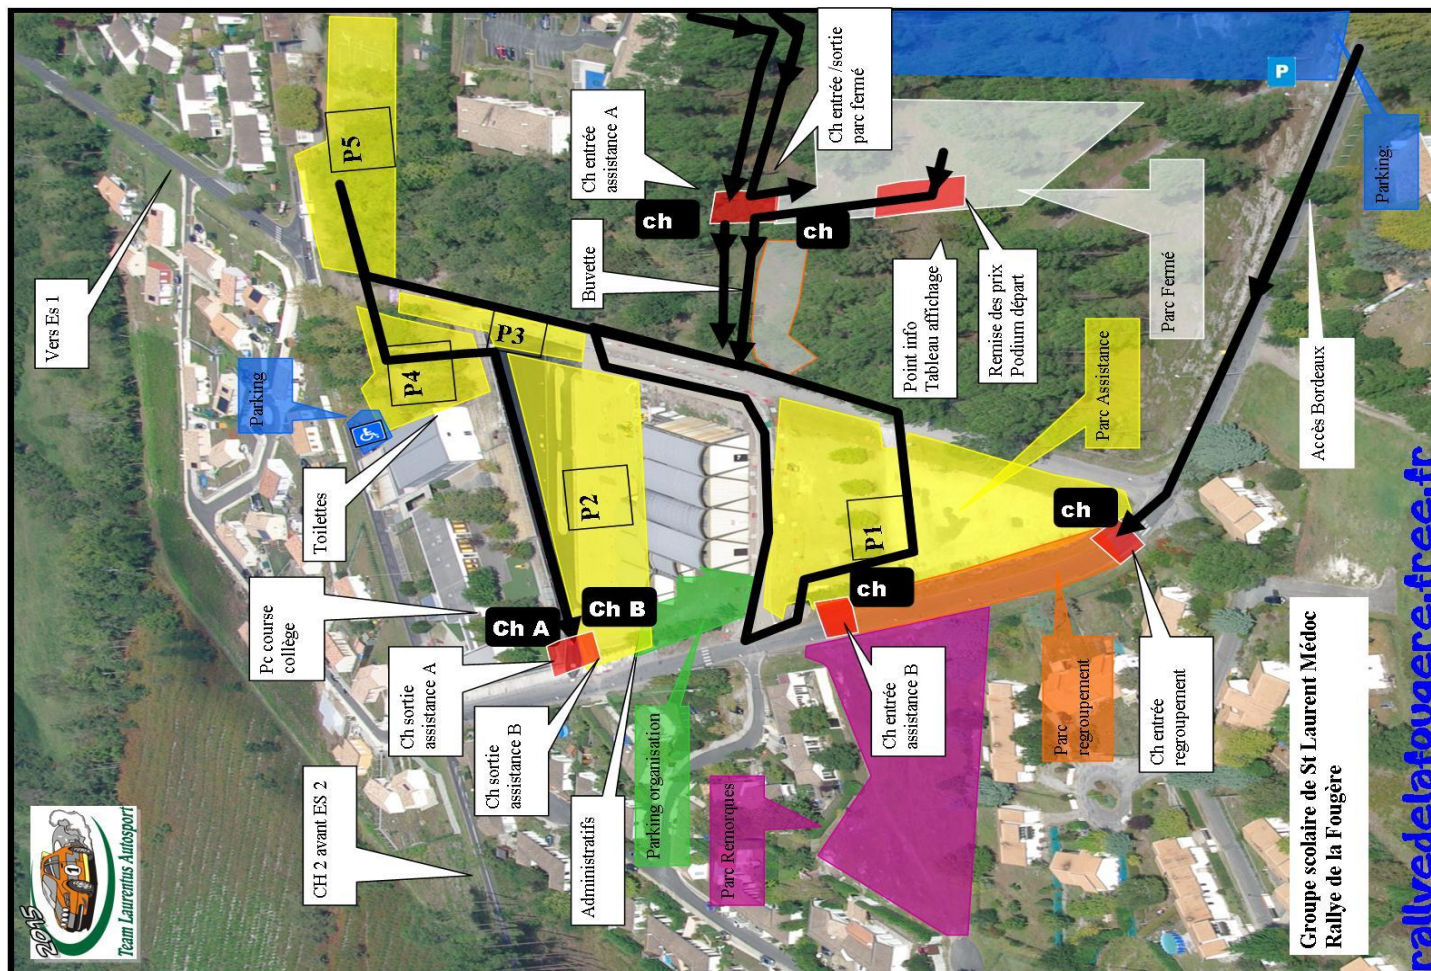 Vers Es 1
P5
Ch entrée
assistance A
Ch entrée /sortie
parc fermé
P
Parking;
ch
ch
Buvette
Point info
Tableau affichage
Remise des prix
Podium départ
Parc Fermé
Accès Bordeaux
Parking
P4
P3
Toilettes
P2
P1
Parc Assistance
ch
ch
Pc course
collège
Ch A
Ch B
Ch sortie
assistance A
Ch sortie
assistance B
CH 2 avant ES 2
Administratifs
Parking organisation
Parc Remorques
Ch entrée
assistance B
Parc
regroupement
Ch entrée
regroupement
2015
1
Team Laurentus Autosport
Groupe scolaire de St Laurent Médoc
Rallye de la Fougère
rallyedelafougere.free.fr